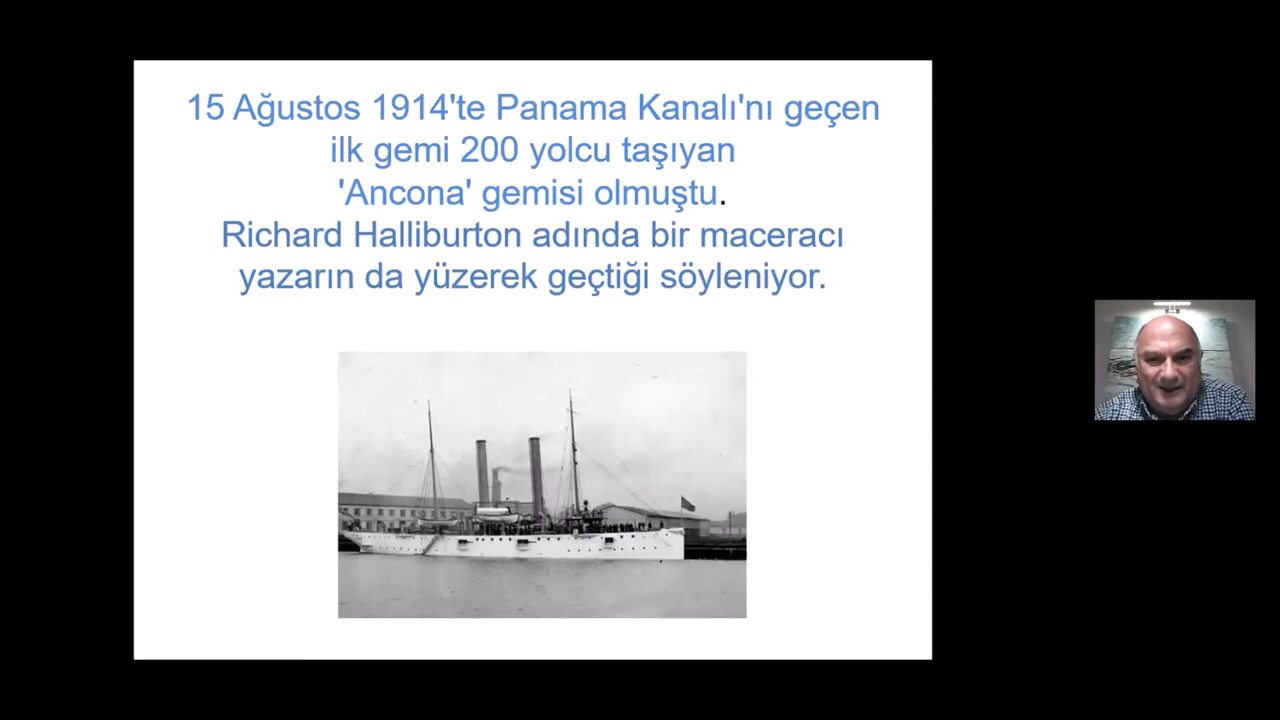 15 Ağustos 1914'te Panama Kanalı'nı geçen
ilk gemi 200 yolcu taşıyan
'Ancona' gemisi olmuştu.
Richard Halliburton adında bir maceracı
yazarın da yüzerek geçtiği söyleniyor.